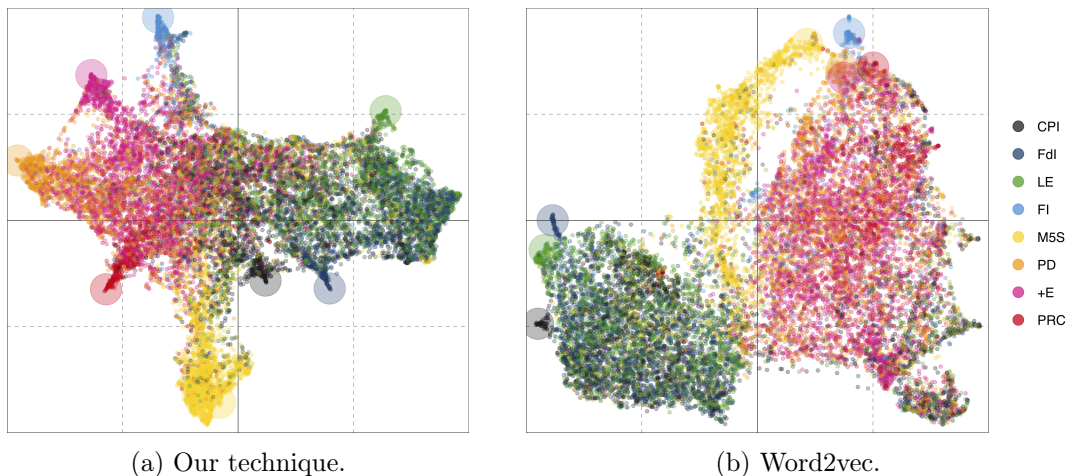 CPI
FdI
LE
FI
M5S
PD
+E
PRC
(a) Our technique.
(b) Word2vec.